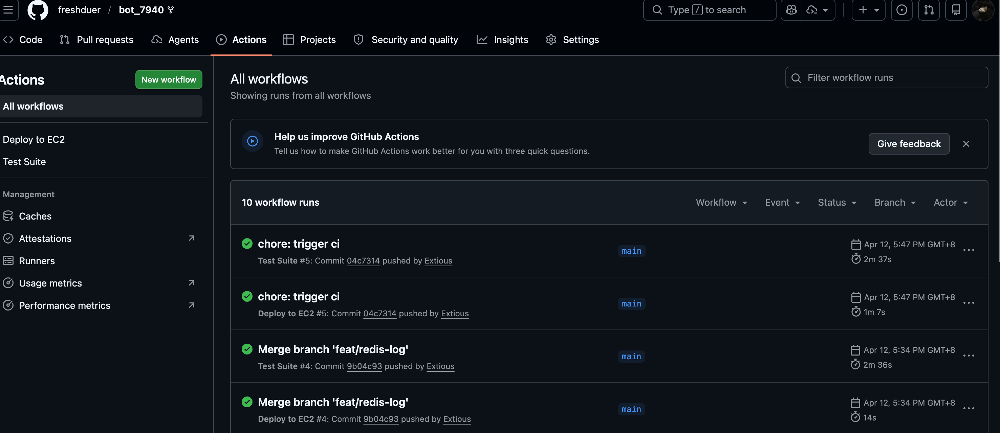 freshduer / bot_7940
Type / to search
Code
Pull requests
Agents
Actions
Projects
Security and quality
Insights
Settings
Actions
New workflow
All workflows
Deploy to EC2
Test Suite
Management
Caches
Attestations
Runners
Usage metrics
Performance metrics
All workflows
Showing runs from all workflows
Filter workflow runs
Help us improve GitHub Actions
Tell us how to make GitHub Actions work better for you with three quick questions.
Give feedback
10 workflow runs
Workflow
Event
Status
Branch
Actor
chore: trigger ci
Test Suite #5: Commit 04c7314 pushed by Extious
main
Apr 12, 5:47 PM GMT+8
2m 37s
chore: trigger ci
Deploy to EC2 #5: Commit 04c7314 pushed by Extious
main
Apr 12, 5:47 PM GMT+8
1m 7s
Merge branch 'feat/redis-log'
Test Suite #4: Commit 9b04c93 pushed by Extious
main
Apr 12, 5:34 PM GMT+8
2m 36s
Merge branch 'feat/redis-log'
Deploy to EC2 #4: Commit 9b04c93 pushed by Extious
main
Apr 12, 5:34 PM GMT+8
14s